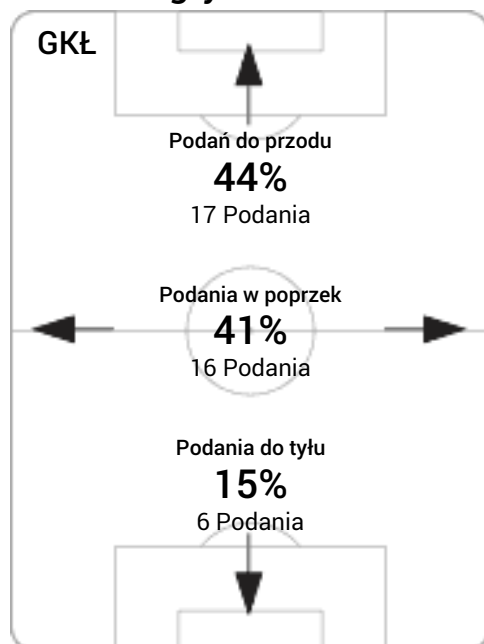 GKŁ
Podań do przodu
44%
17 Podania
Podania w poprzek
41%
16 Podania
Podania do tyłu
15%
6 Podania